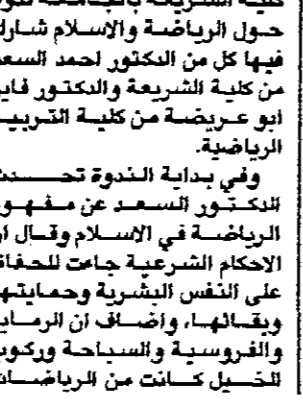 كلية الشريعة بالجامعة
حول الرياضة والاسلام شارك
فيها كل من الدكتور احمد السعد
من كلية الشريعة والدكتور فايز
ابو عريضة من كلية التربية
الرياضية.
وفي بداية الندوة تحدث
الدكتور السعد عن مفهوم
الرياضة في الاسلام وقال ان
الاحكام الشرعية جاءت للحفاظ
على النفس البشرية وحمايتها
وبقائها، واضاف ان الرماية
والفروسية والسباحة وركوب
الخيل كانت من الرياضات